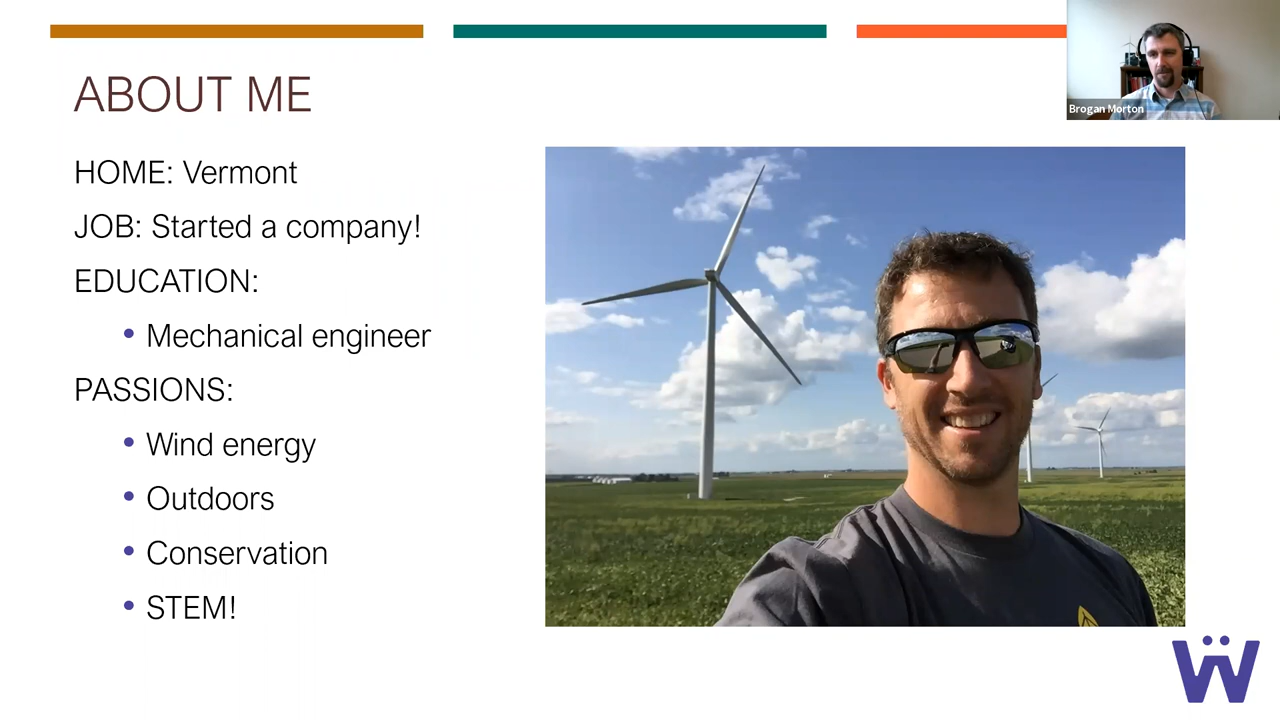 Brogan Morton
ABOUT ME
HOME: Vermont
JOB: Started a company!
EDUCATION:
• Mechanical engineer
PASSIONS:
• Wind energy
• Outdoors
• Conservation
• STEM!
Ẅ